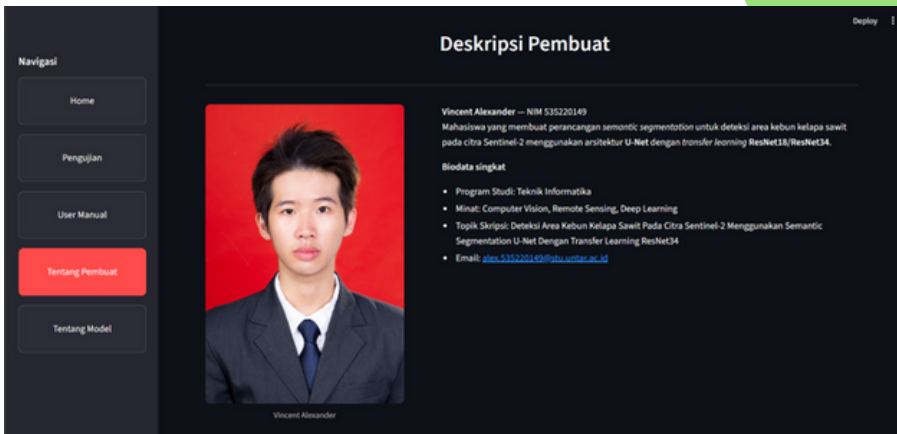 Deploy
Navigasi
Home
Pengujian
User Manual
Tentang Pembuat
Tentang Model
Deskripsi Pembuat
Vincent Alexander
Vincent Alexander — NIM 535220149
Mahasiswa yang membuat perancangan semantic segmentation untuk deteksi area kebun kelapa sawit
pada citra Sentinel-2 menggunakan arsitektur U-Net dengan transfer learning ResNet18/ResNet34.
Biodata singkat
• Program Studi: Teknik Informatika
• Minat: Computer Vision, Remote Sensing, Deep Learning
• Topik Skripsi: Deteksi Area Kebun Kelapa Sawit Pada Citra Sentinel-2 Menggunakan Semantic
Segmentation U-Net Dengan Transfer Learning ResNet34
• Email: alex.535220149@stu.untar.ac.id